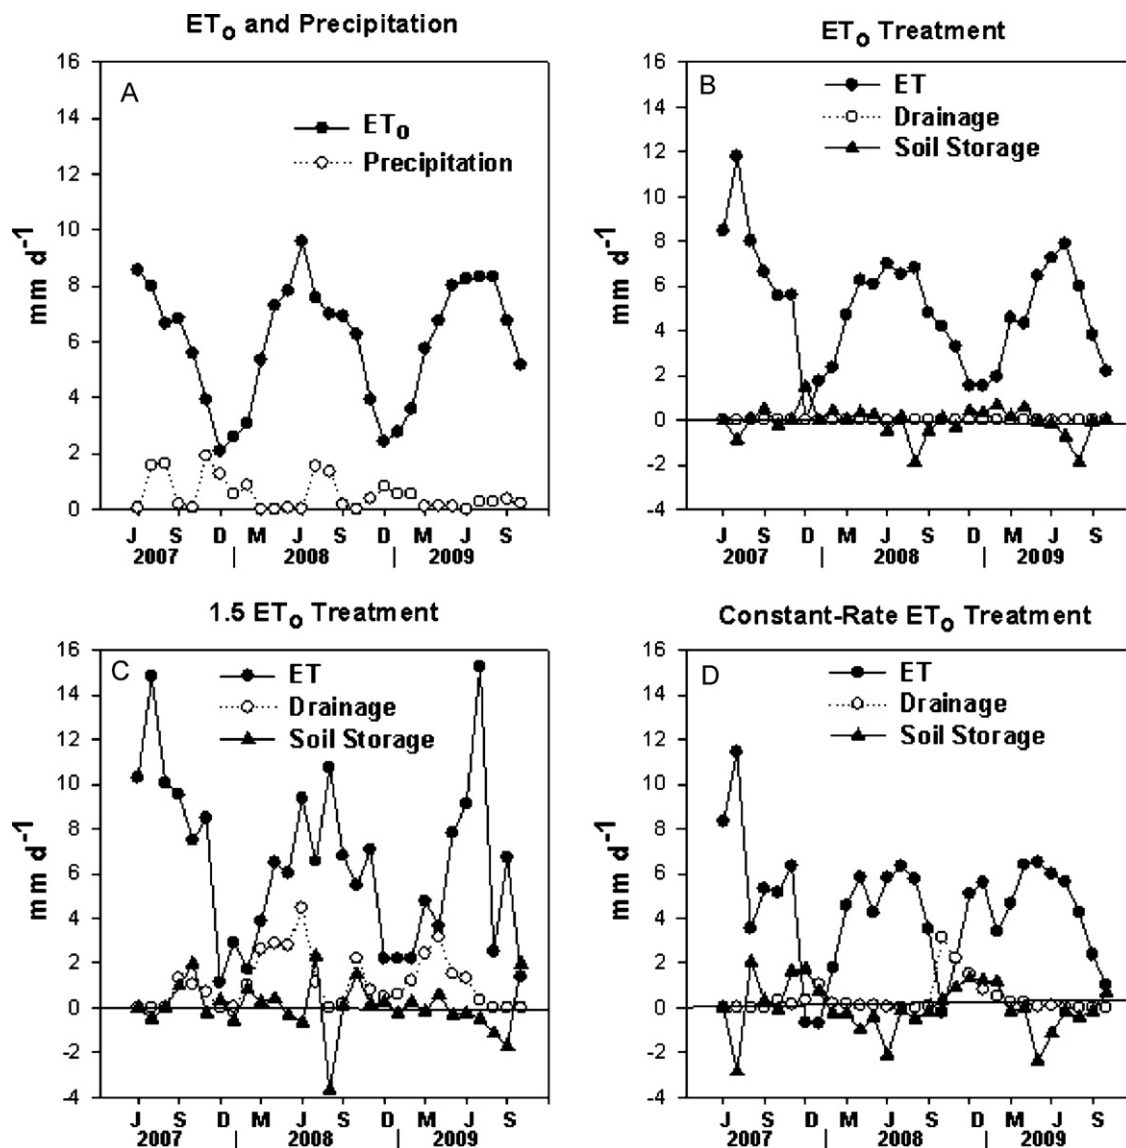 ETo and Precipitation
A
ETo
Precipitation
mm d-1
16
14
12
10
8
6
4
2
0
J S D M J S D M J S
2007 | 2008 | 2009
ETo Treatment
B
ET
Drainage
Soil Storage
mm d-1
16
14
12
10
8
6
4
2
0
-2
-4
J S D M J S D M J S
2007 | 2008 | 2009
1.5 ETo Treatment
C
ET
Drainage
Soil Storage
mm d-1
16
14
12
10
8
6
4
2
0
-2
-4
J S D M J S D M J S
2007 | 2008 | 2009
Constant-Rate ETo Treatment
D
ET
Drainage
Soil Storage
mm d-1
16
14
12
10
8
6
4
2
0
-2
-4
J S D M J S D M J S
2007 | 2008 | 2009